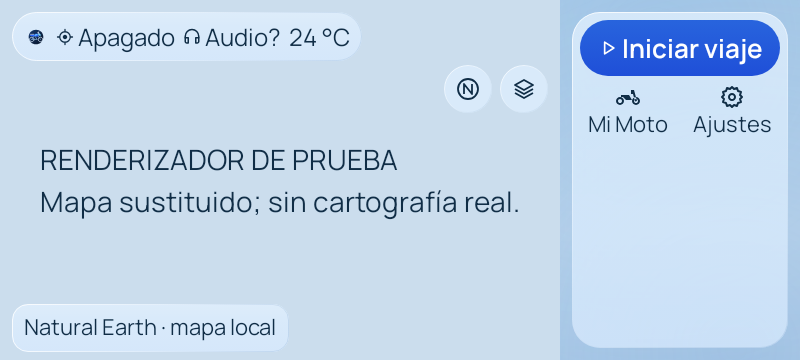 Apagado Audio? 24 °C
N
RENDERIZADOR DE PRUEBA
Mapa sustituido; sin cartografía real.
Natural Earth · mapa local
Iniciar viaje
Mi Moto
Ajustes